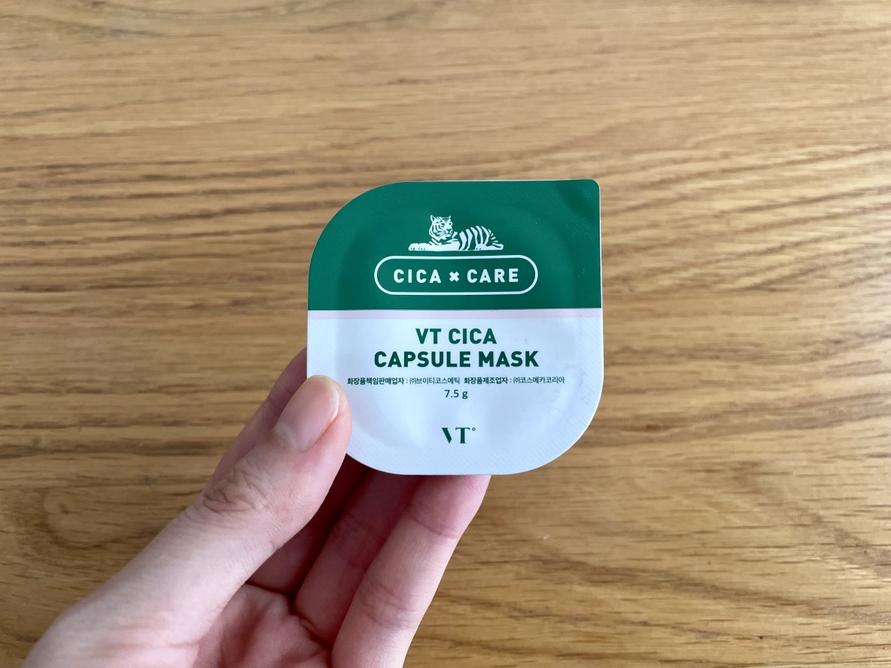 CICA × CARE
VT CICA
CAPSULE MASK
화장품책임판매업자 : ㈜브이티코스메틱 화장품제조업자 : ㈜코스메카코리아
7.5 g
VT°